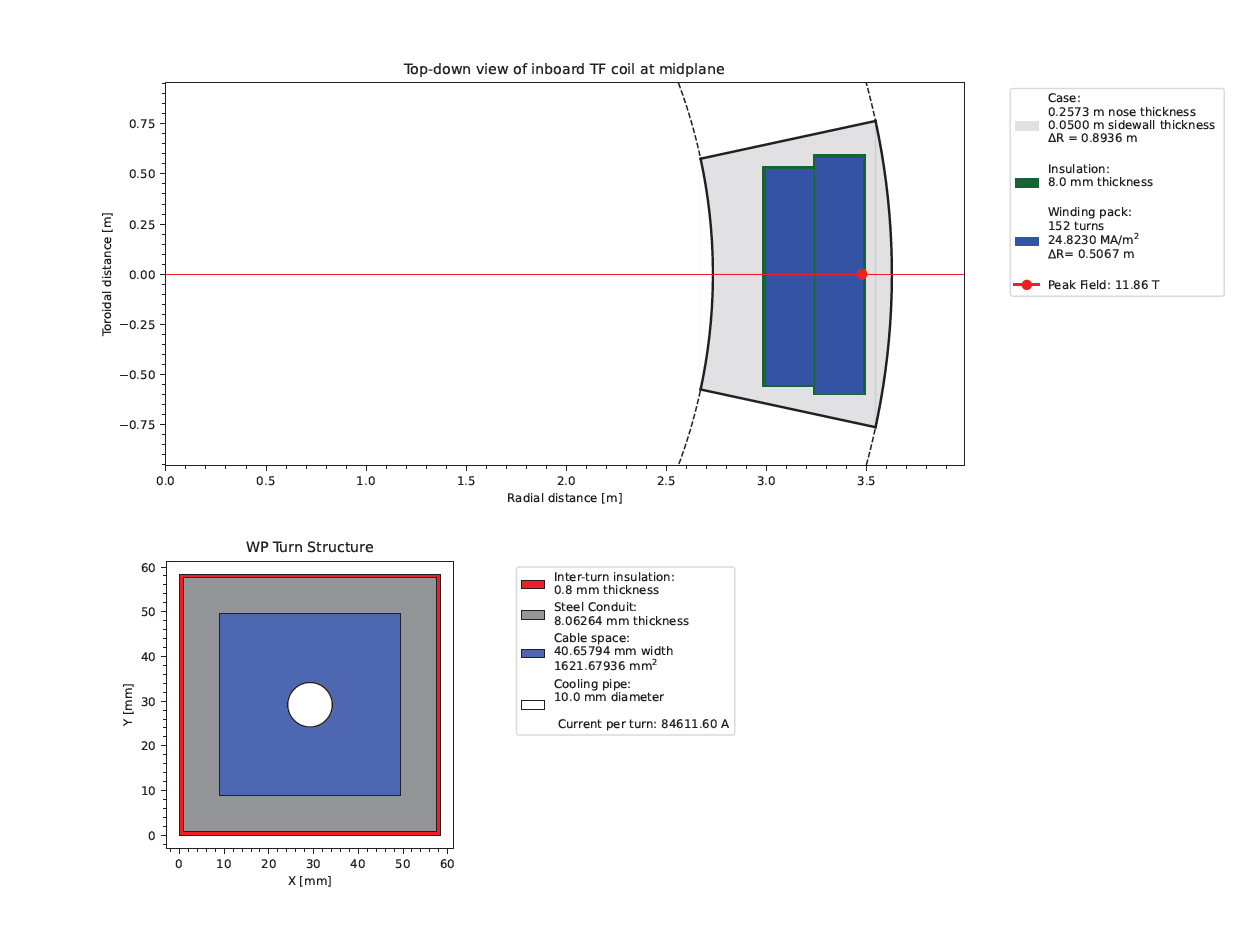 Top-down view of inboard TF coil at midplane
Toroidal distance [m]
0.75
0.50
0.25
0.00
−0.25
−0.50
−0.75
0.0 0.5 1.0 1.5 2.0 2.5 3.0 3.5
Radial distance [m]
Case:
0.2573 m nose thickness
0.0500 m sidewall thickness
ΔR = 0.8936 m
Insulation:
8.0 mm thickness
Winding pack:
152 turns
24.8230 MA/m²
ΔR= 0.5067 m
Peak Field: 11.86 T
WP Turn Structure
Y [mm]
60
50
40
30
20
10
0
0 10 20 30 40 50 60
X [mm]
Inter-turn insulation:
0.8 mm thickness
Steel Conduit:
8.06264 mm thickness
Cable space:
40.65794 mm width
1621.67936 mm²
Cooling pipe:
10.0 mm diameter
Current per turn: 84611.60 A